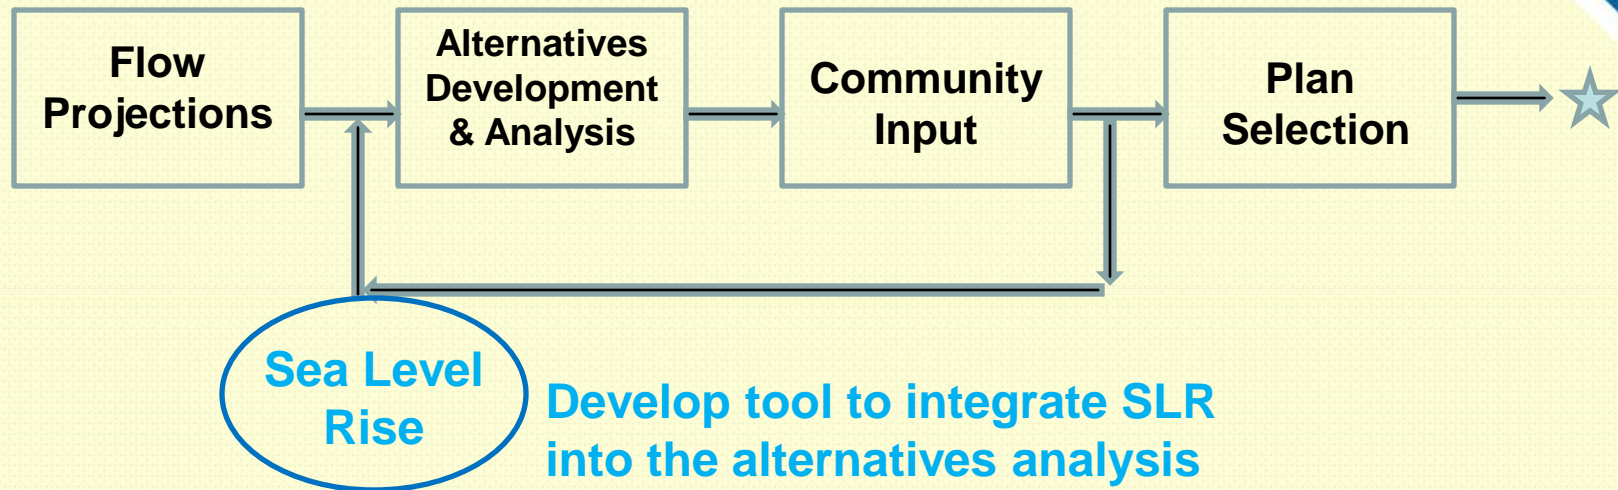 Flow
Projections
Alternatives
Development
& Analysis
Community
Input
Plan
Selection
Sea Level
Rise
Develop tool to integrate SLR
into the alternatives analysis